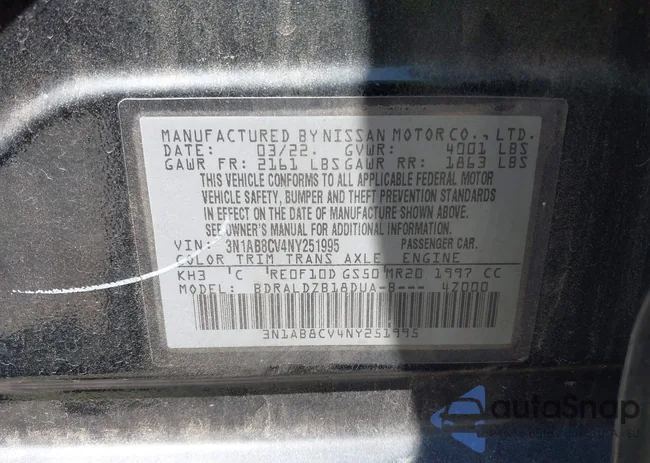 MANUFACTURED BY NISSAN MOTOR CO., LTD.
DATE: 03/22. GVWR: 4001 LBS
GAWR FR: 2161 LBS GAWR RR: 1863 LBS
THIS VEHICLE CONFORMS TO ALL APPLICABLE FEDERAL MOTOR
VEHICLE SAFETY, BUMPER AND THEFT PREVENTION STANDARDS
IN EFFECT ON THE DATE OF MANUFACTURE SHOWN ABOVE.
SEE OWNER'S MANUAL FOR ADDITIONAL INFORMATION.
VIN: 3N1AB8CV4NY251995 PASSENGER CAR.
COLOR TRIM TRANS AXLE ENGINE
KH3 'C RE0F10D GS50 MR20 1997 CC
MODEL: BDRALDZB18DUA-B--- 4Z000
3N1AB8CV4NY251995
autoSnap